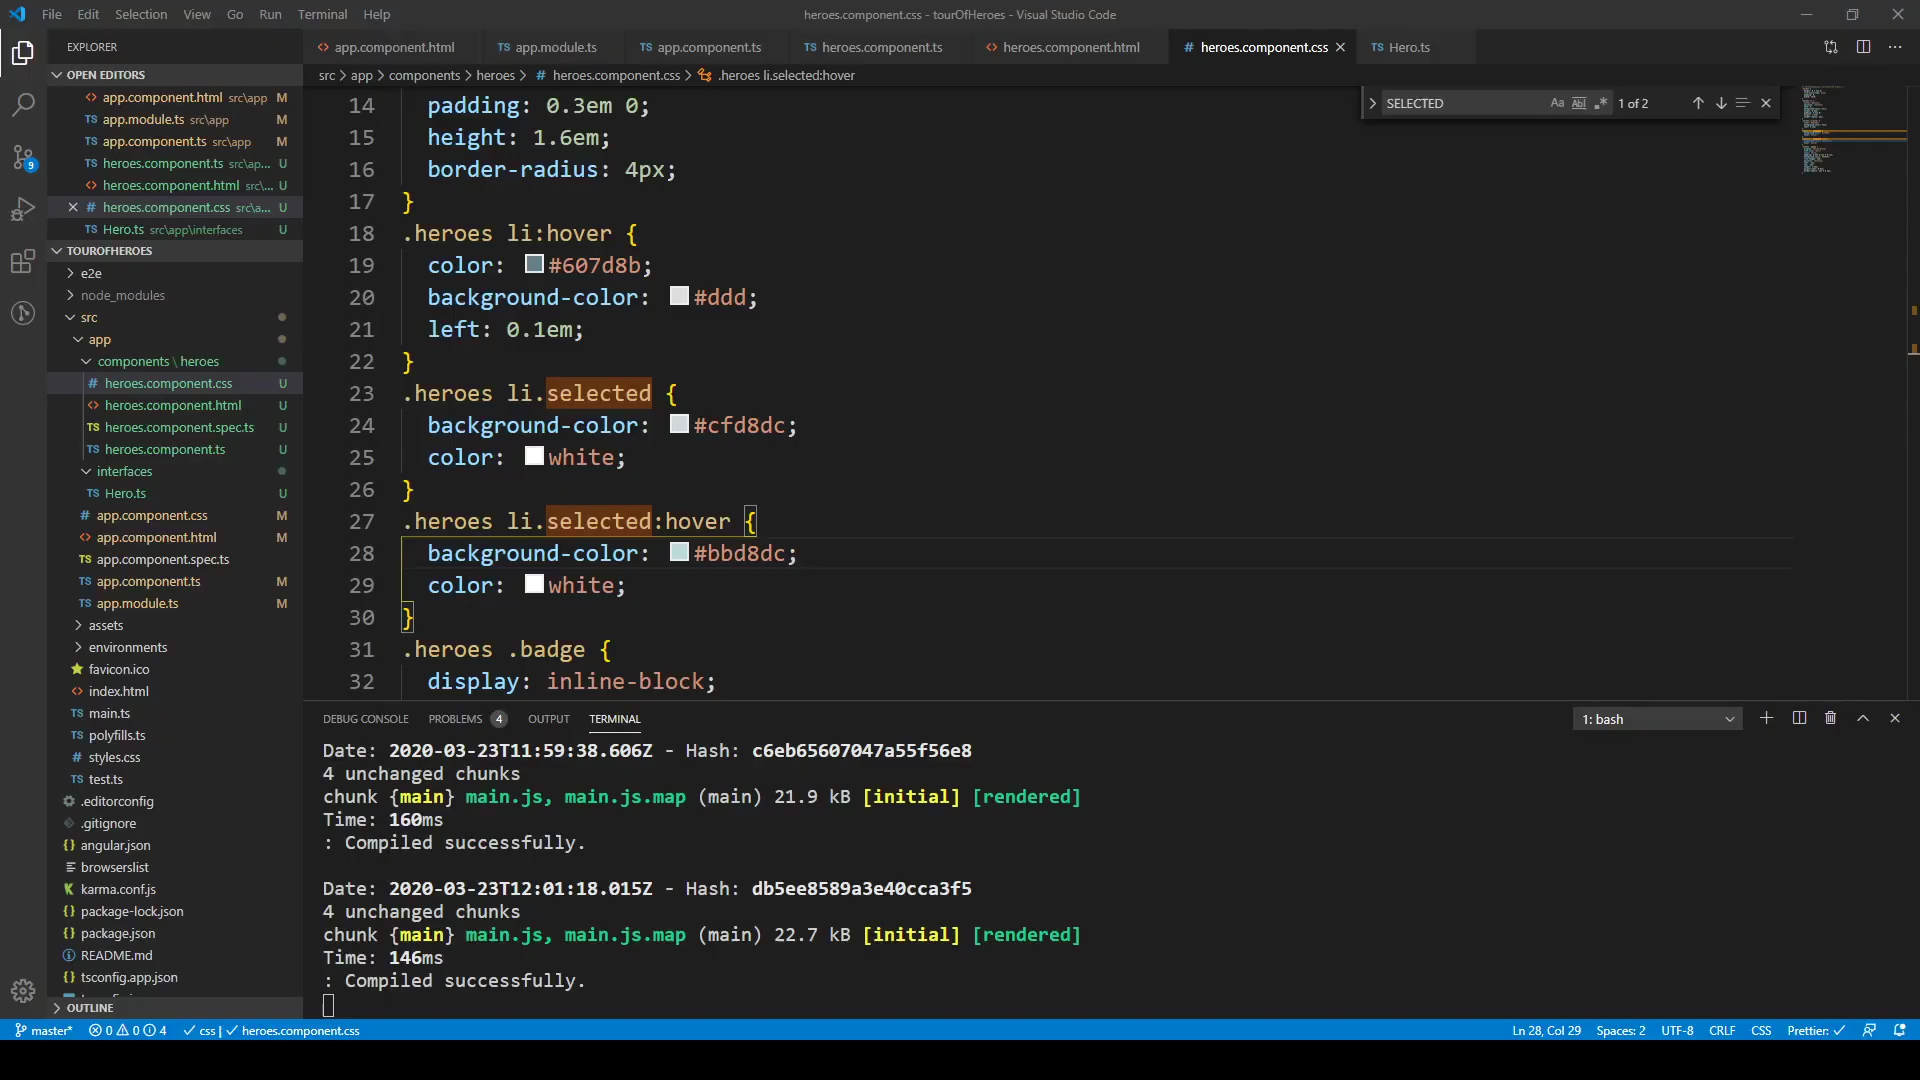 File Edit Selection View Go Run Terminal Help
heroes.component.css - tourOfHeroes - Visual Studio Code
EXPLORER
OPEN EDITORS
app.component.html src\app M
app.module.ts src\app M
app.component.ts src\app M
heroes.component.ts src\ap... U
heroes.component.html src\... U
heroes.component.css src\a... U
Hero.ts src\app\interfaces U
TOUROFHEROES
e2e
node_modules
src
app
components \ heroes
heroes.component.css U
heroes.component.html U
heroes.component.spec.ts U
heroes.component.ts U
interfaces
Hero.ts U
app.component.css M
app.component.html M
app.component.spec.ts
app.component.ts M
app.module.ts M
assets
environments
favicon.ico
index.html
main.ts
polyfills.ts
styles.css
test.ts
.editorconfig
.gitignore
angular.json
browserslist
karma.conf.js
package-lock.json
package.json
README.md
tsconfig.app.json
OUTLINE
app.component.html app.module.ts app.component.ts heroes.component.ts heroes.component.html heroes.component.css Hero.ts
src > app > components > heroes > # heroes.component.css > .heroes li.selected:hover
SELECTED Aa Abl .* 1 of 2
14 padding: 0.3em 0;
15 height: 1.6em;
16 border-radius: 4px;
17 }
18 .heroes li:hover {
19 color: #607d8b;
20 background-color: #ddd;
21 left: 0.1em;
22 }
23 .heroes li.selected {
24 background-color: #cfd8dc;
25 color: white;
26 }
27 .heroes li.selected:hover {
28 background-color: #bbd8dc;
29 color: white;
30 }
31 .heroes .badge {
32 display: inline-block;
DEBUG CONSOLE PROBLEMS 4 OUTPUT TERMINAL
1: bash
Date: 2020-03-23T11:59:38.606Z - Hash: c6eb65607047a55f56e8
4 unchanged chunks
chunk {main} main.js, main.js.map (main) 21.9 kB [initial] [rendered]
Time: 160ms
: Compiled successfully.
Date: 2020-03-23T12:01:18.015Z - Hash: db5ee8589a3e40cca3f5
4 unchanged chunks
chunk {main} main.js, main.js.map (main) 22.7 kB [initial] [rendered]
Time: 146ms
: Compiled successfully.
master* 0 0 4 css | heroes.component.css Ln 28, Col 29 Spaces: 2 UTF-8 CRLF CSS Prettier: